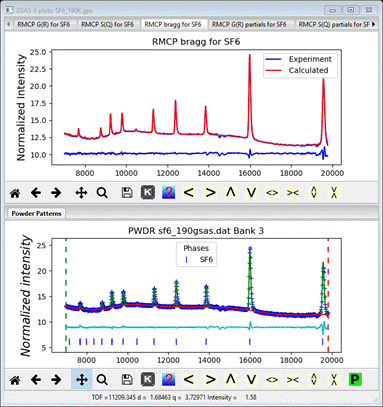 GSAS-II plots: SF6_190K.gpx
RMCP G(R) for SF6 RMCP S(Q) for SF6 RMCP bragg for SF6 RMCP G(R) partials for SF6 RMCP S(Q) partials for SF
RMCP bragg for SF6
Normalized Intensity
25.0
22.5
20.0
17.5
15.0
12.5
10.0
Experiment
Calculated
8000 10000 12000 14000 16000 18000 20000
K ?
Powder Patterns
PWDR sf6_190gsas.dat Bank 3
Normalized intensity
25
20
15
10
5
Phases
SF6
8000 10000 12000 14000 16000 18000 20000
K ? P
TOF =11209.345 d = 1.68463 q = 3.72971 Intensity = 1.58